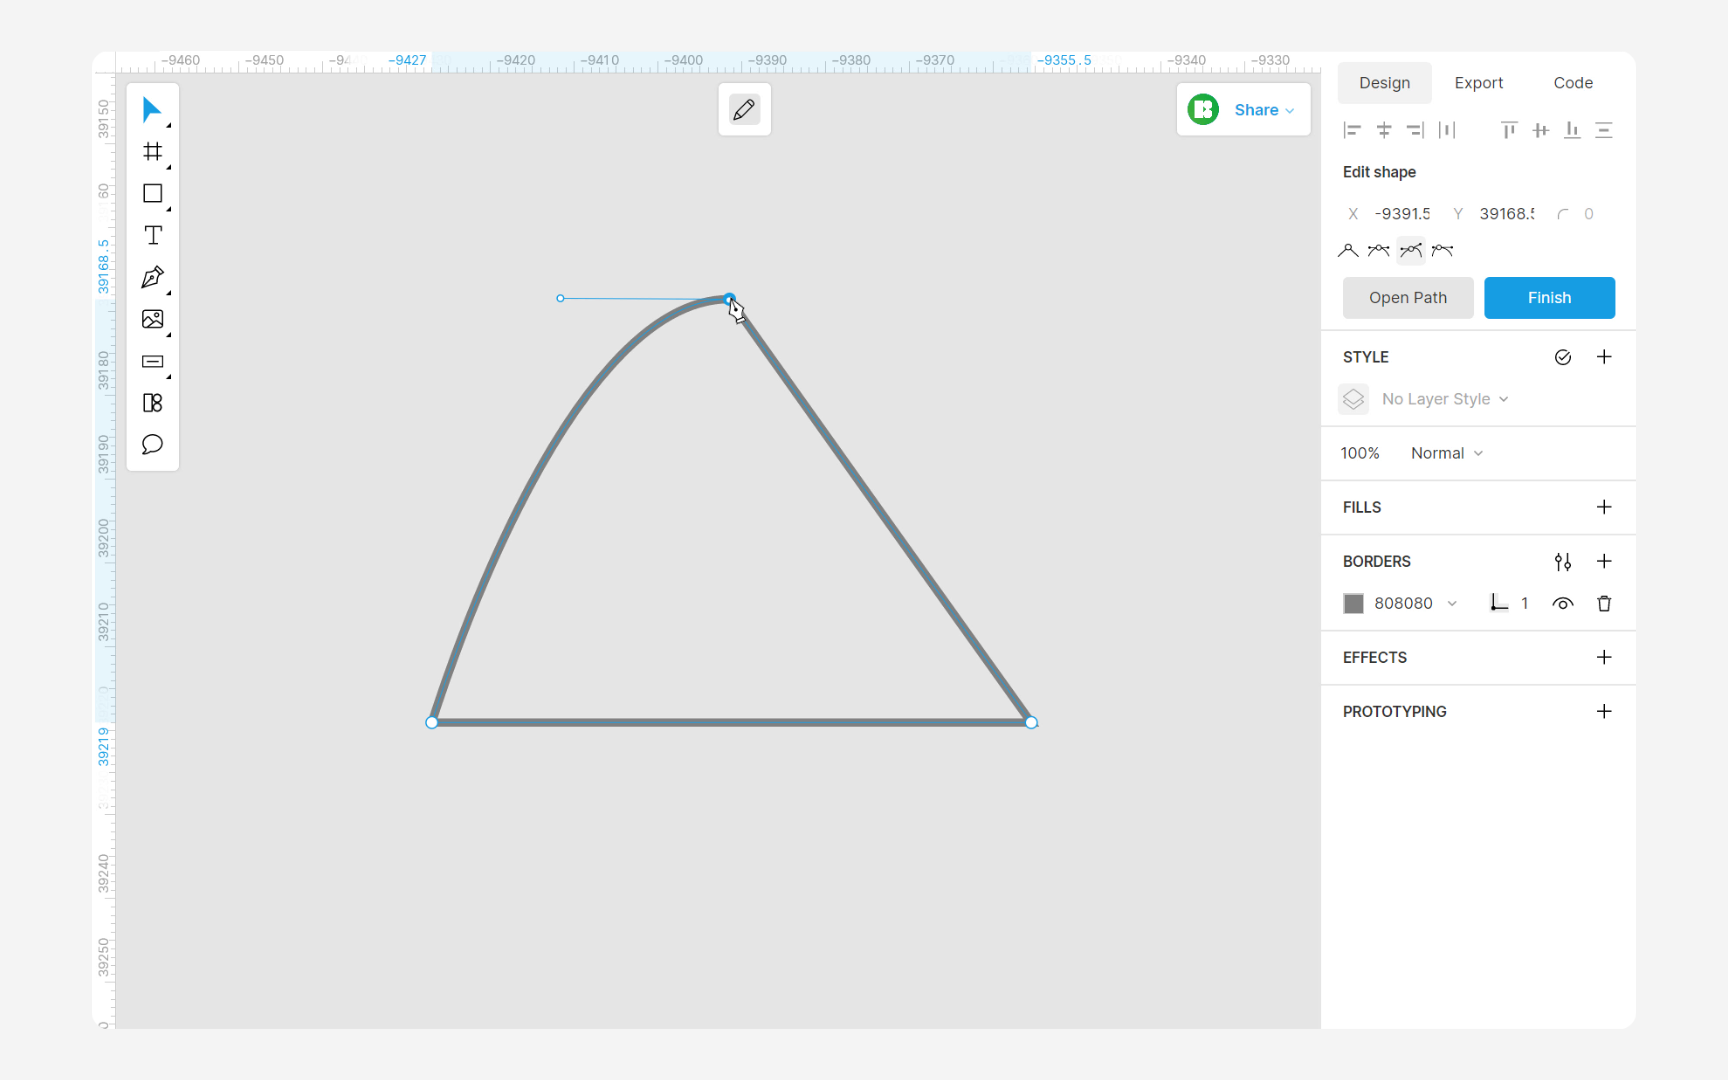 -9460 -9450 -9427 -9420 -9410 -9400 -9390 -9380 -9370 -9355.5 -9340 -9330
39150
60
39168.5
39180
39190
39200
39210
39219
39240
39250
Share
Design Export Code
Edit shape
X -9391.5 Y 39168.5 0
Open Path Finish
STYLE
No Layer Style
100% Normal
FILLS
BORDERS
808080 1
EFFECTS
PROTOTYPING